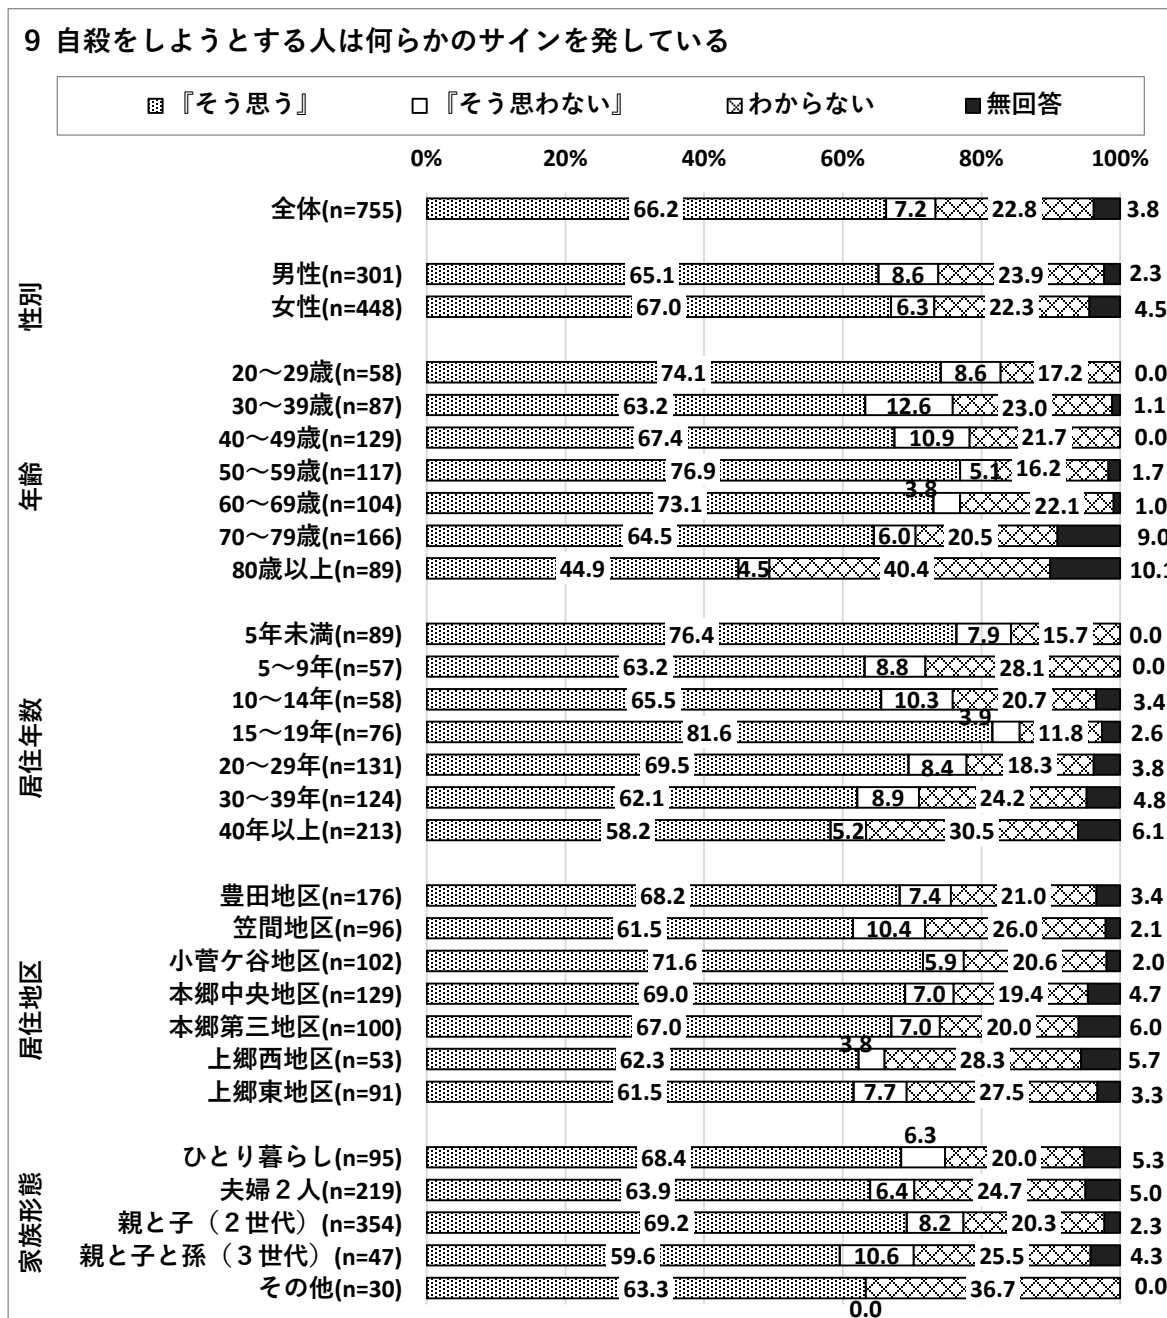 9 自殺をしようとする人は何らかのサインを発している
『そう思う』 『そう思わない』 わからない 無回答
0% 20% 40% 60% 80% 100%
全体(n=755) 66.2 7.2 22.8 3.8
性別
男性(n=301) 65.1 8.6 23.9 2.3
女性(n=448) 67.0 6.3 22.3 4.5
年齢
20～29歳(n=58) 74.1 8.6 17.2 0.0
30～39歳(n=87) 63.2 12.6 23.0 1.1
40～49歳(n=129) 67.4 10.9 21.7 0.0
50～59歳(n=117) 76.9 5.1 16.2 1.7
60～69歳(n=104) 73.1 3.8 22.1 1.0
70～79歳(n=166) 64.5 6.0 20.5 9.0
80歳以上(n=89) 44.9 4.5 40.4 10.1
居住年数
5年未満(n=89) 76.4 7.9 15.7 0.0
5～9年(n=57) 63.2 8.8 28.1 0.0
10～14年(n=58) 65.5 10.3 20.7 3.4
15～19年(n=76) 81.6 3.9 11.8 2.6
20～29年(n=131) 69.5 8.4 18.3 3.8
30～39年(n=124) 62.1 8.9 24.2 4.8
40年以上(n=213) 58.2 5.2 30.5 6.1
居住地区
豊田地区(n=176) 68.2 7.4 21.0 3.4
笠間地区(n=96) 61.5 10.4 26.0 2.1
小菅ケ谷地区(n=102) 71.6 5.9 20.6 2.0
本郷中央地区(n=129) 69.0 7.0 19.4 4.7
本郷第三地区(n=100) 67.0 7.0 20.0 6.0
上郷西地区(n=53) 62.3 3.8 28.3 5.7
上郷東地区(n=91) 61.5 7.7 27.5 3.3
家族形態
ひとり暮らし(n=95) 68.4 6.3 20.0 5.3
夫婦２人(n=219) 63.9 6.4 24.7 5.0
親と子（２世代）(n=354) 69.2 8.2 20.3 2.3
親と子と孫（３世代）(n=47) 59.6 10.6 25.5 4.3
その他(n=30) 63.3 0.0 36.7 0.0